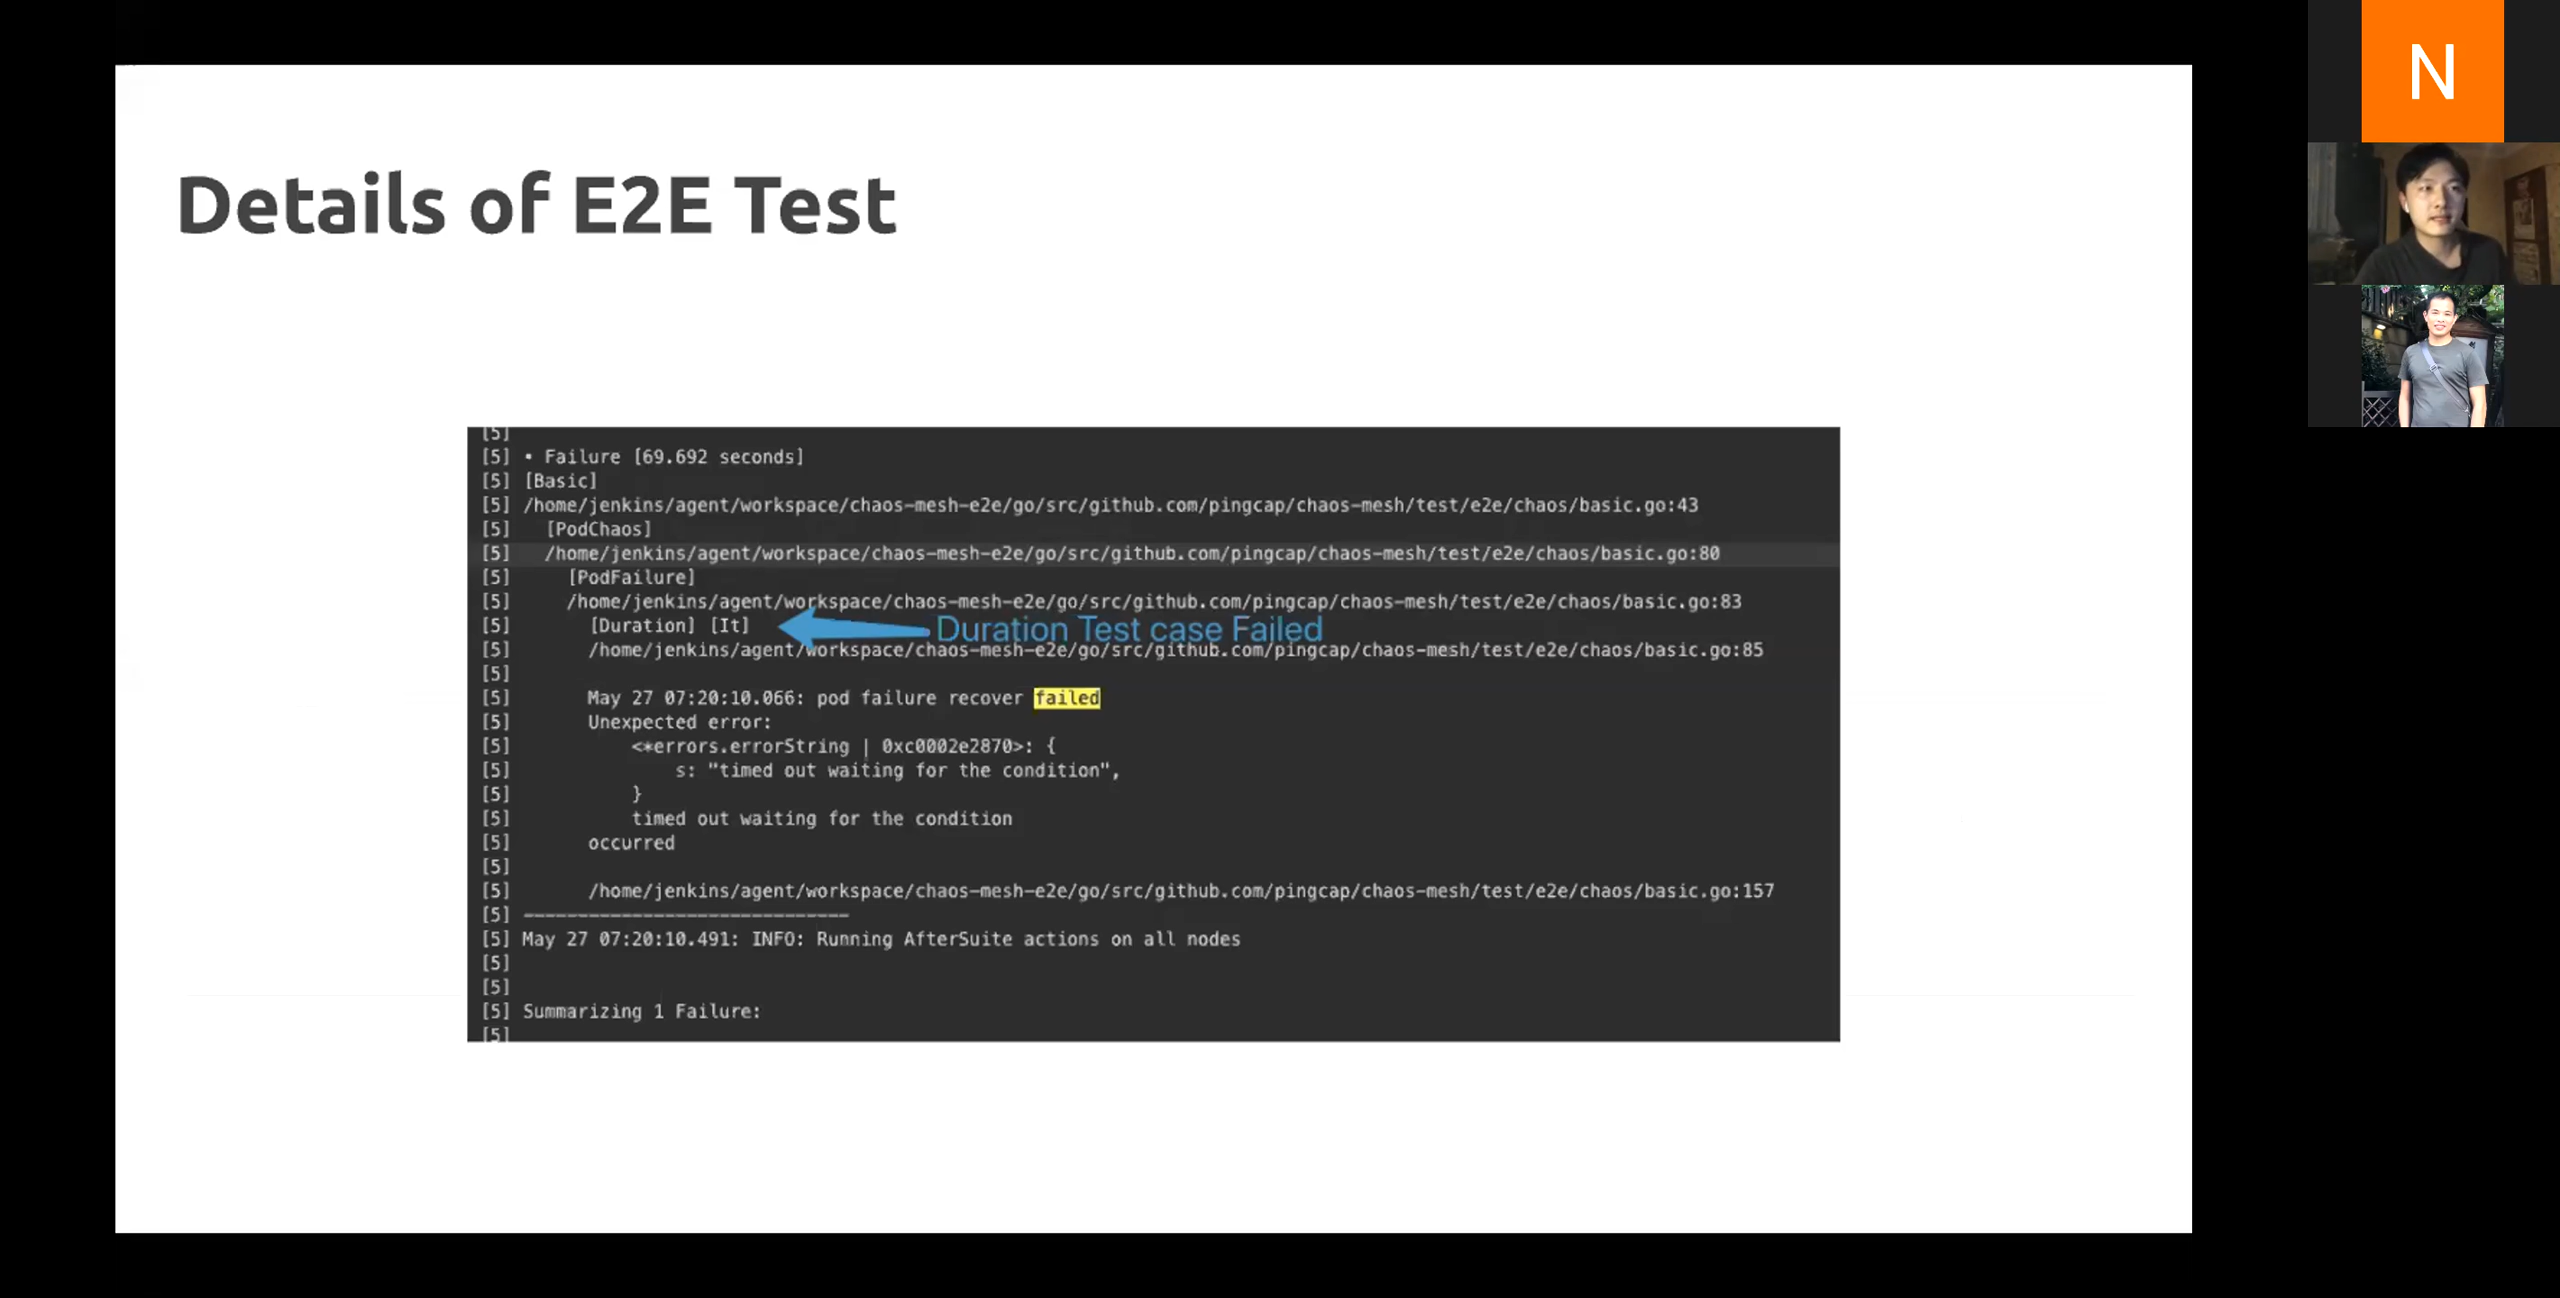 Details of E2E Test
[5]
[5] • Failure [69.692 seconds]
[5] [Basic]
[5] /home/jenkins/agent/workspace/chaos-mesh-e2e/go/src/github.com/pingcap/chaos-mesh/test/e2e/chaos/basic.go:43
[5] [PodChaos]
[5] /home/jenkins/agent/workspace/chaos-mesh-e2e/go/src/github.com/pingcap/chaos-mesh/test/e2e/chaos/basic.go:80
[5] [PodFailure]
[5] /home/jenkins/agent/workspace/chaos-mesh-e2e/go/src/github.com/pingcap/chaos-mesh/test/e2e/chaos/basic.go:83
[5] [Duration] [It] Duration Test case Failed
[5] /home/jenkins/agent/workspace/chaos-mesh-e2e/go/src/github.com/pingcap/chaos-mesh/test/e2e/chaos/basic.go:85
[5]
[5] May 27 07:20:10.066: pod failure recover failed
[5] Unexpected error:
[5] <*errors.errorString | 0xc0002e2870>: {
[5] s: "timed out waiting for the condition",
[5] }
[5] timed out waiting for the condition
[5] occurred
[5]
[5] /home/jenkins/agent/workspace/chaos-mesh-e2e/go/src/github.com/pingcap/chaos-mesh/test/e2e/chaos/basic.go:157
[5] ------------------------------
[5] May 27 07:20:10.491: INFO: Running AfterSuite actions on all nodes
[5]
[5]
[5] Summarizing 1 Failure:
[5]
N